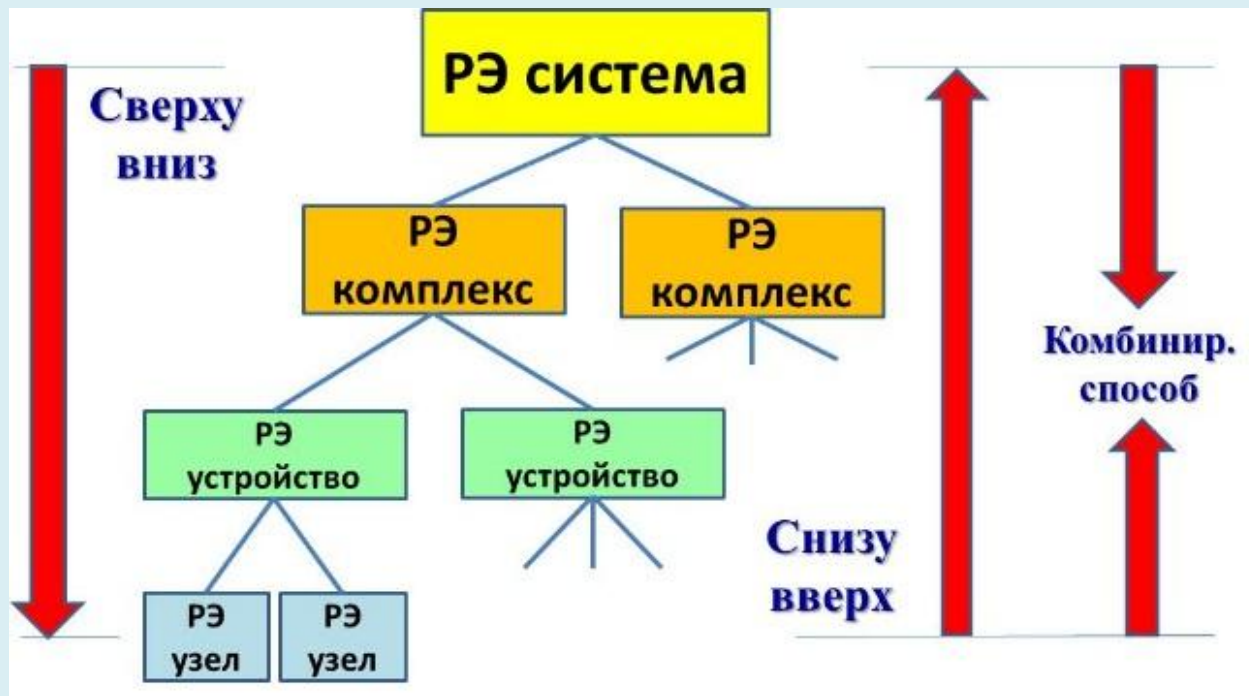 РЭ система
Сверху
вниз
РЭ
комплекс
РЭ
комплекс
Комбинир.
способ
РЭ
устройство
РЭ
устройство
Снизу
вверх
РЭ
узел
РЭ
узел